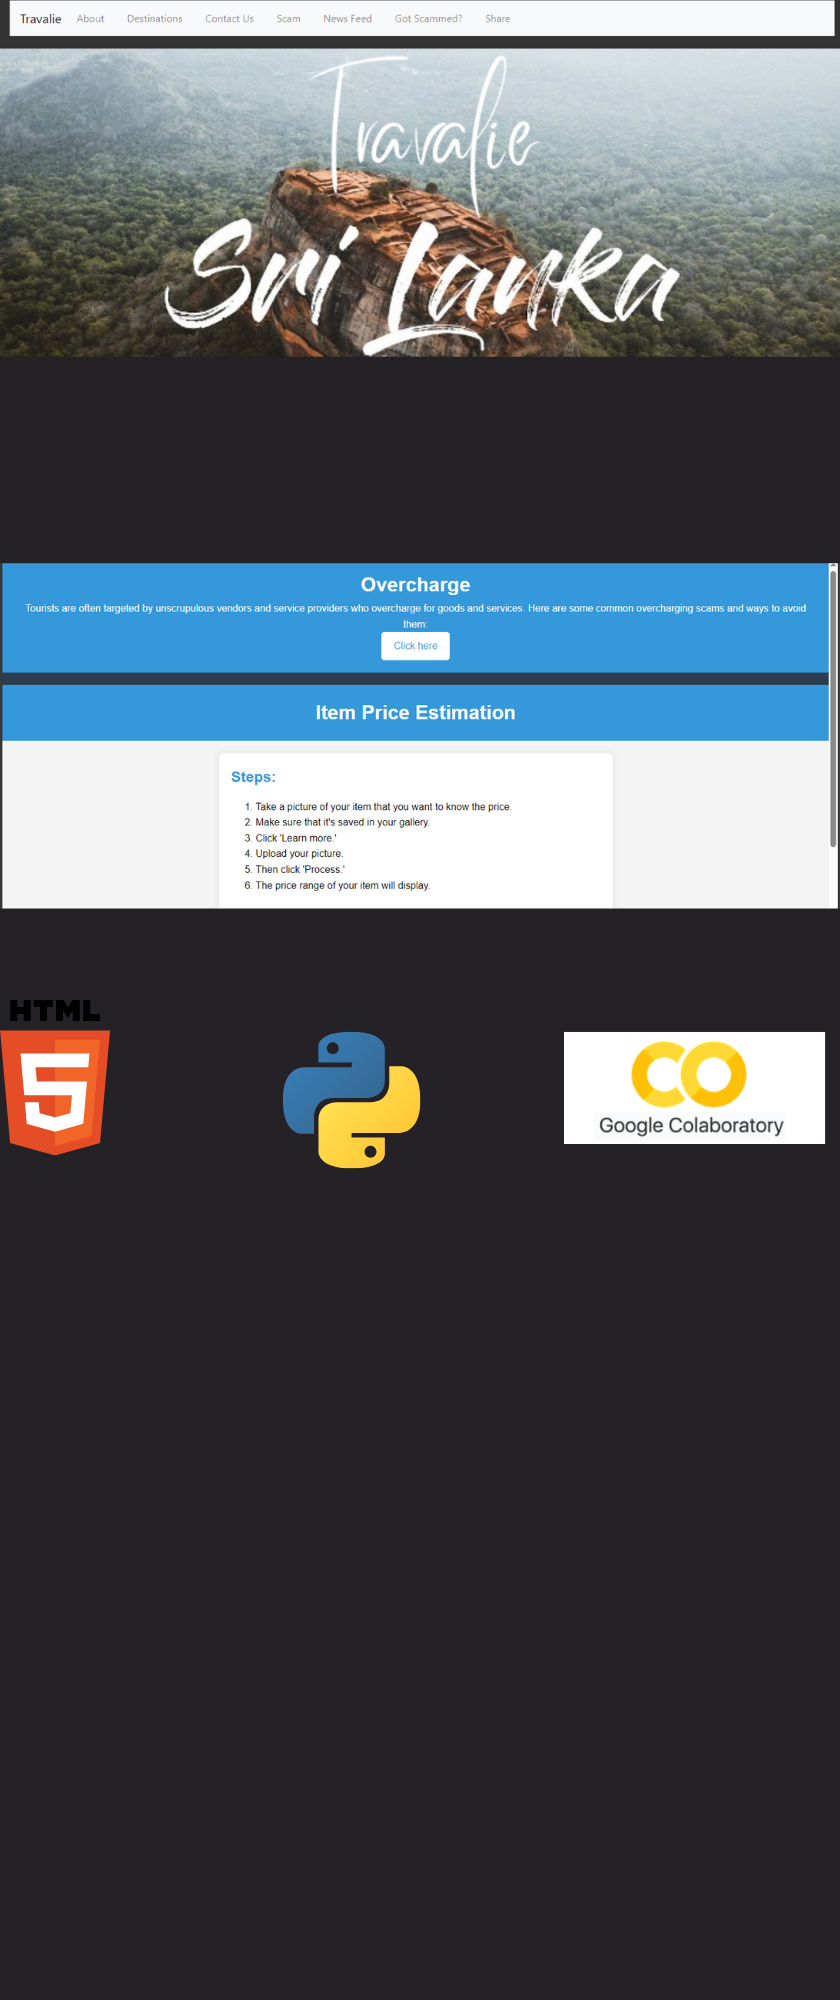 Travalie About Destinations Contact Us Scam News Feed Got Scammed? Share
Travalie
Sri Lanka
Overcharge
Tourists are often targeted by unscrupulous vendors and service providers who overcharge for goods and services. Here are some common overcharging scams and ways to avoid
them:
Click here
Item Price Estimation
Steps:
1. Take a picture of your item that you want to know the price.
2. Make sure that it's saved in your gallery.
3. Click 'Learn more.'
4. Upload your picture.
5. Then click 'Process.'
6. The price range of your item will display.
HTML
5
CO
Google Colaboratory